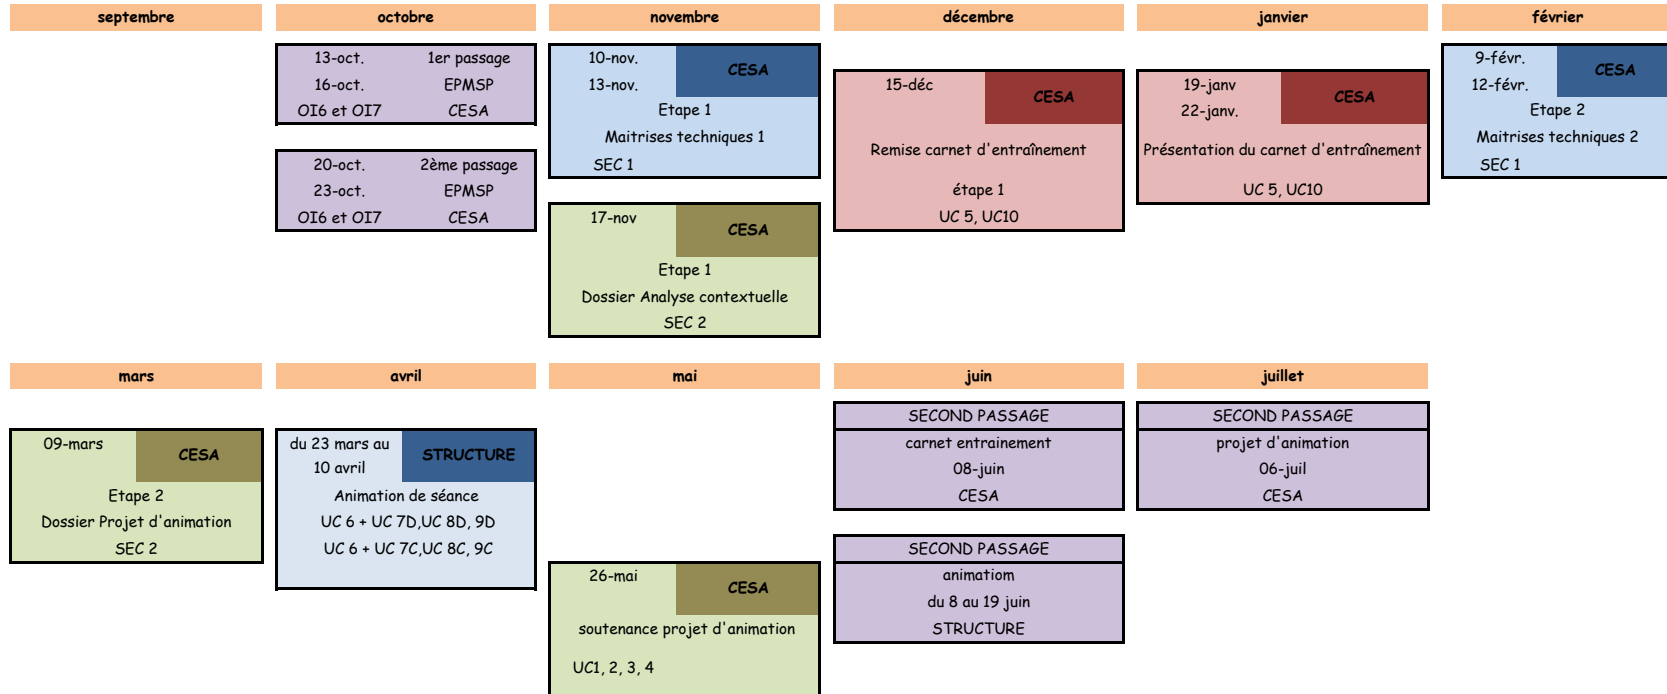 septembre
octobre
novembre
décembre
janvier
février
13-oct. 1er passage
16-oct. EPMSP
OI6 et OI7 CESA
20-oct. 2ème passage
23-oct. EPMSP
OI6 et OI7 CESA
10-nov.
13-nov.
CESA
Etape 1
Maitrises techniques 1
SEC 1
17-nov
CESA
Etape 1
Dossier Analyse contextuelle
SEC 2
15-déc
CESA
Remise carnet d'entraînement
étape 1
UC 5, UC10
19-janv
22-janv.
CESA
Présentation du carnet d'entraînement
UC 5, UC10
9-févr.
12-févr.
CESA
Etape 2
Maitrises techniques 2
SEC 1
mars
avril
mai
juin
juillet
09-mars
CESA
Etape 2
Dossier Projet d'animation
SEC 2
du 23 mars au
10 avril
STRUCTURE
Animation de séance
UC 6 + UC 7D,UC 8D, 9D
UC 6 + UC 7C,UC 8C, 9C
26-mai
CESA
soutenance projet d'animation
UC1, 2, 3, 4
SECOND PASSAGE
carnet entrainement
08-juin
CESA
SECOND PASSAGE
animatiom
du 8 au 19 juin
STRUCTURE
SECOND PASSAGE
projet d'animation
06-juil
CESA